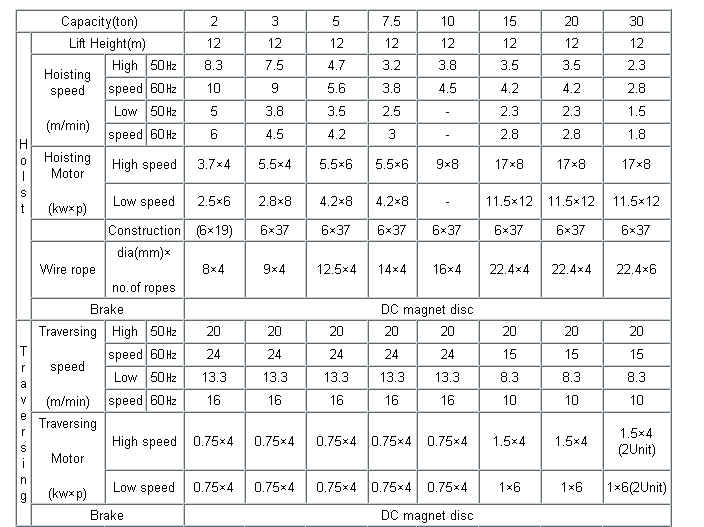 Capacity(ton) 2 3 5 7.5 10 15 20 30
Lift Height(m) 12 12 12 12 12 12 12 12
Holst
Hoisting speed (m/min)
High speed
50Hz 8.3 7.5 4.7 3.2 3.8 3.5 3.5 2.3
60Hz 10 9 5.6 3.8 4.5 4.2 4.2 2.8
Low speed
50Hz 5 3.8 3.5 2.5 - 2.3 2.3 1.5
60Hz 6 4.5 4.2 3 - 2.8 2.8 1.8
Hoisting Motor (kw×p)
High speed 3.7×4 5.5×4 5.5×6 5.5×6 9×8 17×8 17×8 17×8
Low speed 2.5×6 2.8×8 4.2×8 4.2×8 - 11.5×12 11.5×12 11.5×12
Wire rope
Construction (6×19) 6×37 6×37 6×37 6×37 6×37 6×37 6×37
dia(mm)× no.of ropes 8×4 9×4 12.5×4 14×4 16×4 22.4×4 22.4×4 22.4×6
Brake DC magnet disc
Traversing
Traversing speed (m/min)
High speed
50Hz 20 20 20 20 20 20 20 20
60Hz 24 24 24 24 24 15 15 15
Low speed
50Hz 13.3 13.3 13.3 13.3 13.3 8.3 8.3 8.3
60Hz 16 16 16 16 16 10 10 10
Traversing Motor (kw×p)
High speed 0.75×4 0.75×4 0.75×4 0.75×4 0.75×4 1.5×4 1.5×4 1.5×4 (2Unit)
Low speed 0.75×4 0.75×4 0.75×4 0.75×4 0.75×4 1×6 1×6 1×6(2Unit)
Brake DC magnet disc